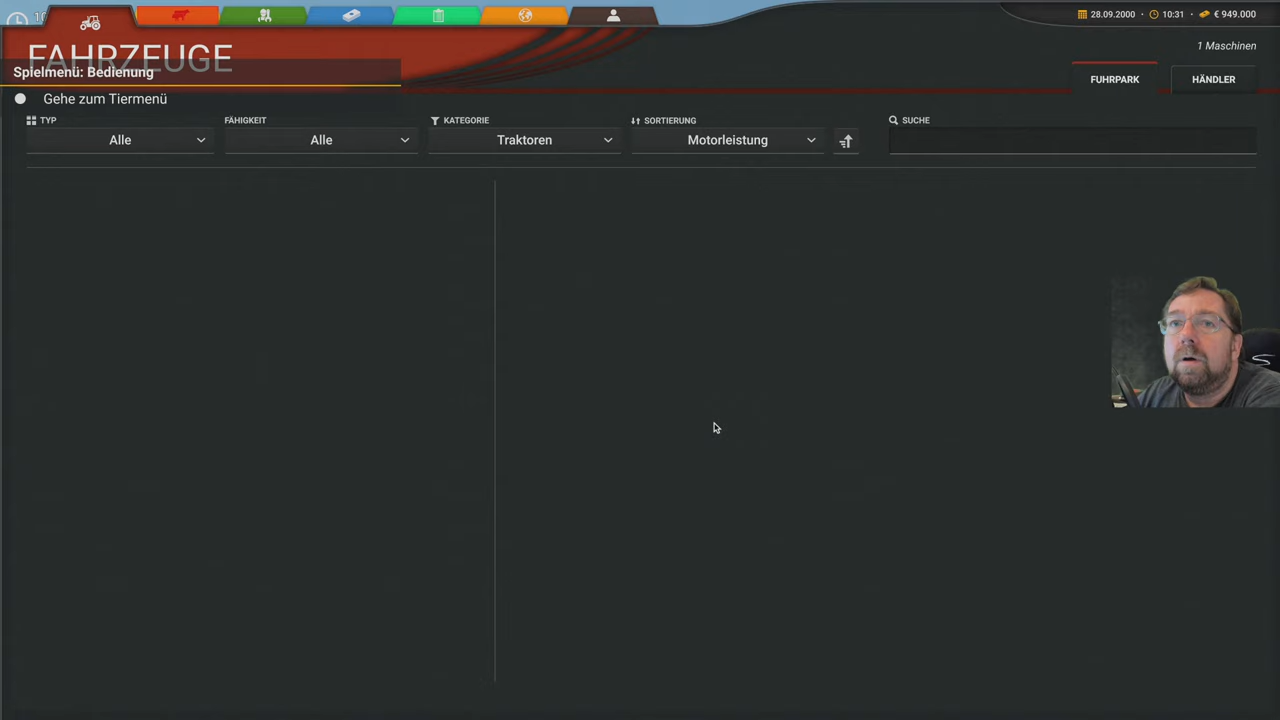 28.09.2000 • 10:31 • € 949.000
FAHRZEUGE
1 Maschinen
Spielmenü: Bedienung
FUHRPARK
HÄNDLER
Gehe zum Tiermenü
TYP
FÄHIGKEIT
KATEGORIE
SORTIERUNG
SUCHE
Alle
Alle
Traktoren
Motorleistung